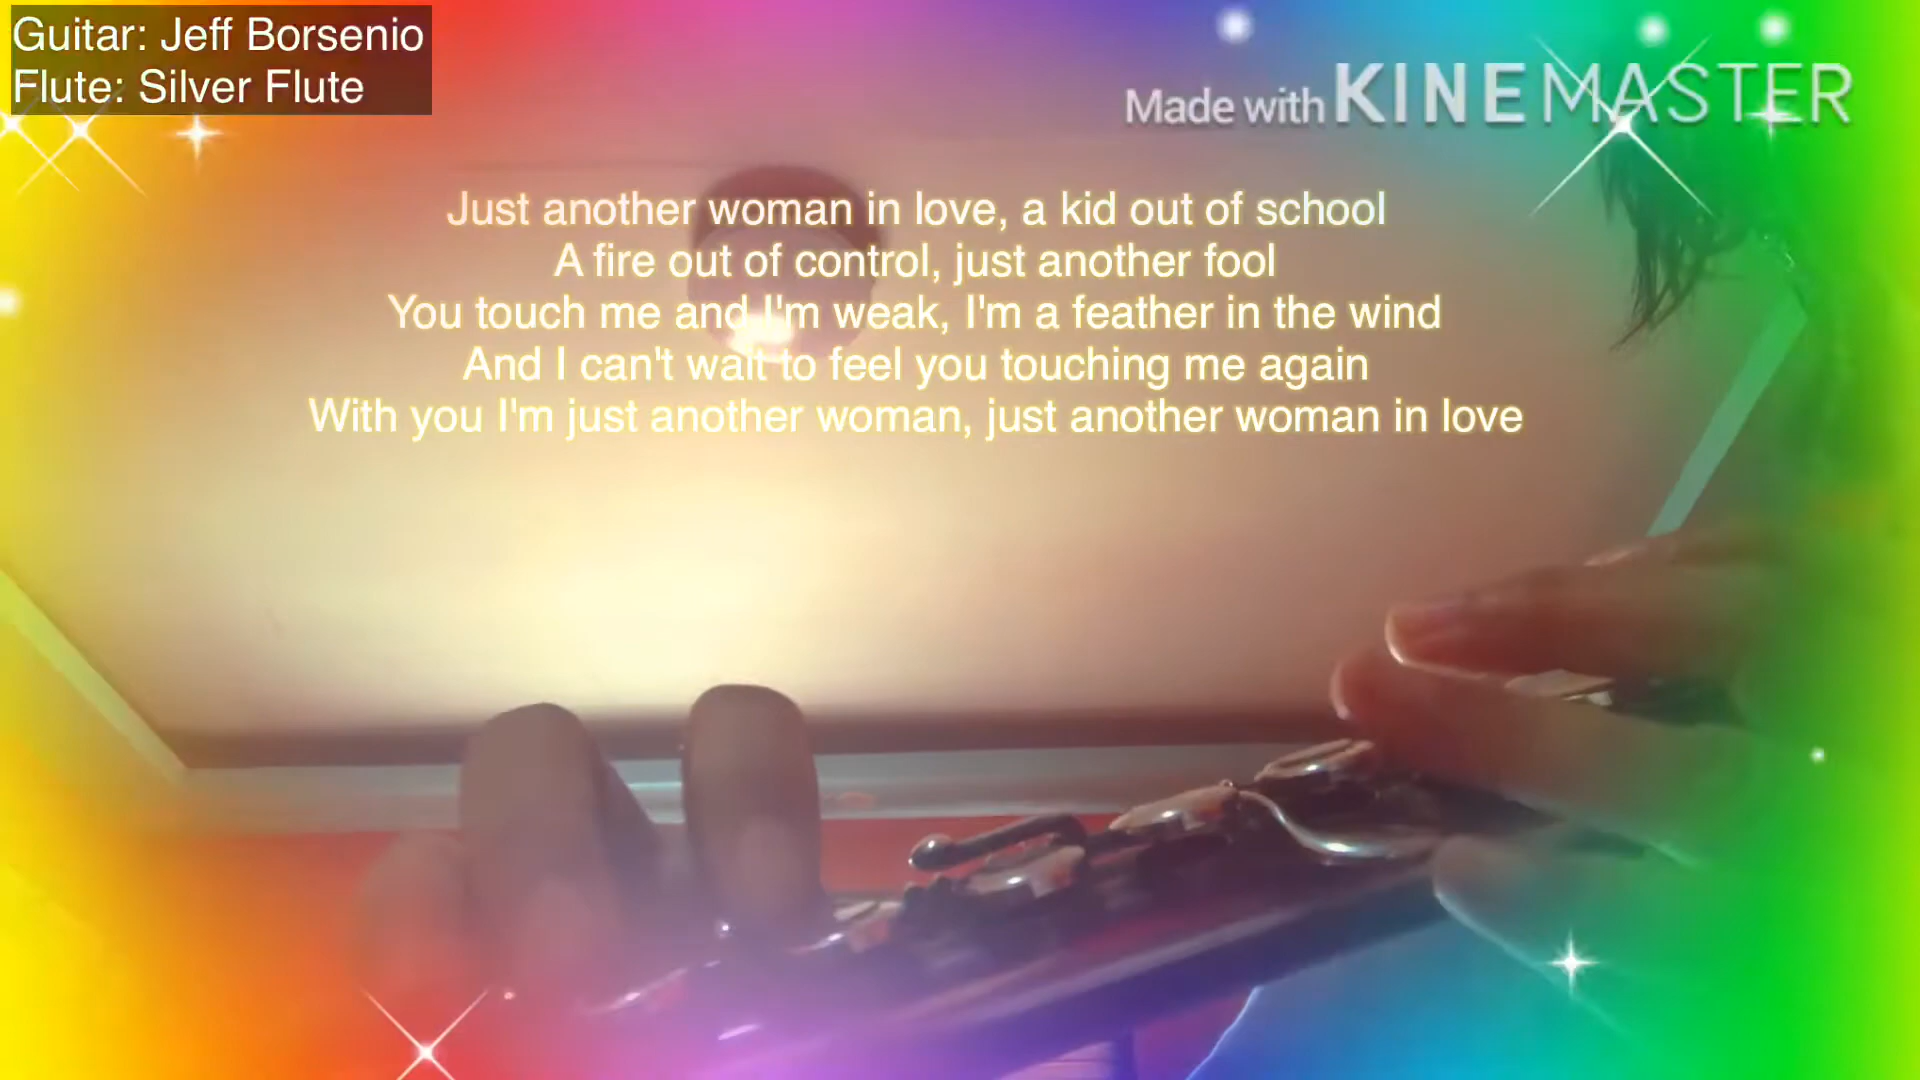 Guitar: Jeff Borsenio
Flute: Silver Flute
Made with KINEMASTER
Just another woman in love, a kid out of school
A fire out of control, just another fool
You touch me and I'm weak, I'm a feather in the wind
And I can't wait to feel you touching me again
With you I'm just another woman, just another woman in love